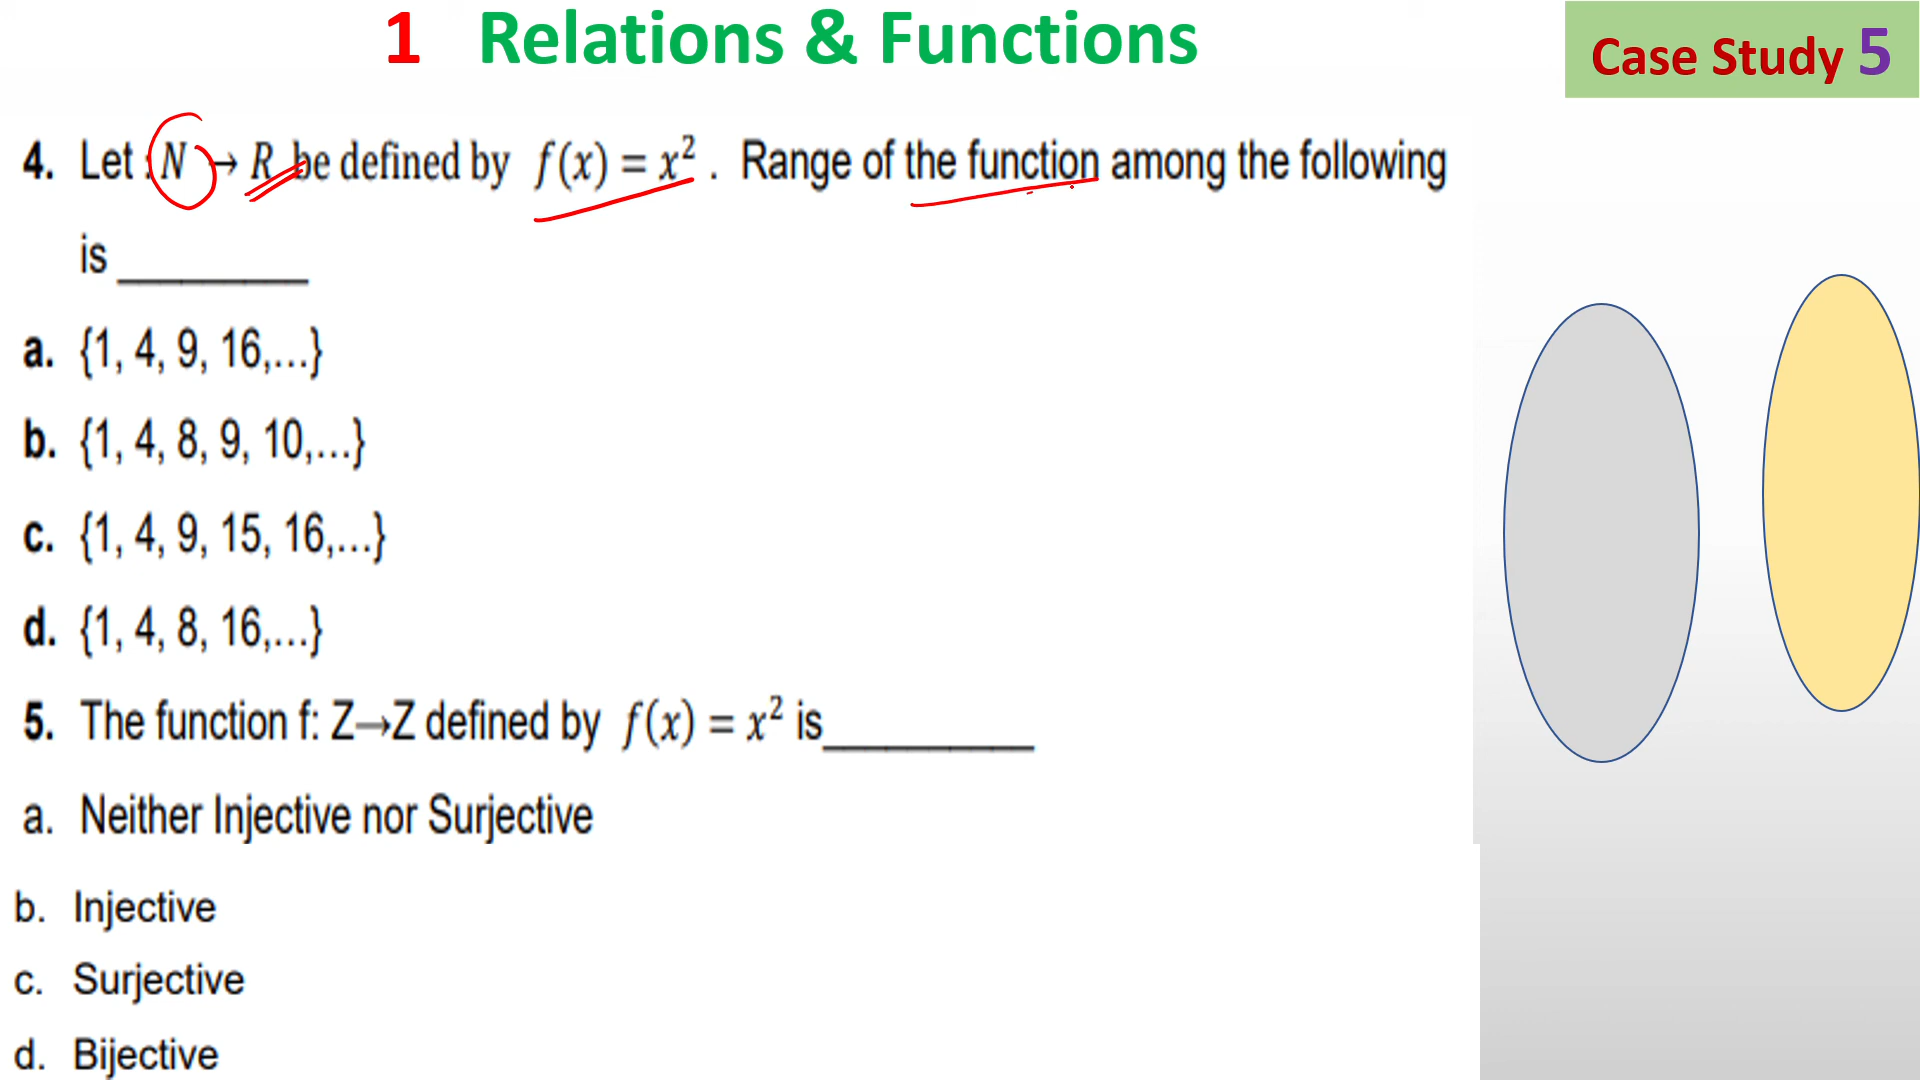 1 Relations & Functions
Case Study 5
4. Let : N → R be defined by f(x) = x² . Range of the function among the following
is _________
a. {1, 4, 9, 16,...}
b. {1, 4, 8, 9, 10,...}
c. {1, 4, 9, 15, 16,...}
d. {1, 4, 8, 16,...}
5. The function f: Z→Z defined by f(x) = x² is__________
a. Neither Injective nor Surjective
b. Injective
c. Surjective
d. Bijective